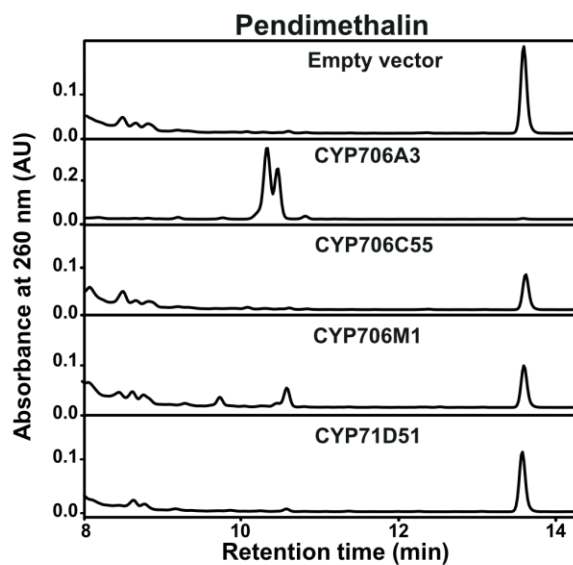 Pendimethalin
Empty vector
0.1
0.0
CYP706A3
0.2
0.0
CYP706C55
0.1
0.0
CYP706M1
0.1
0.0
CYP71D51
0.1
0.0
Absorbance at 260 nm (AU)
8 10 12 14
Retention time (min)